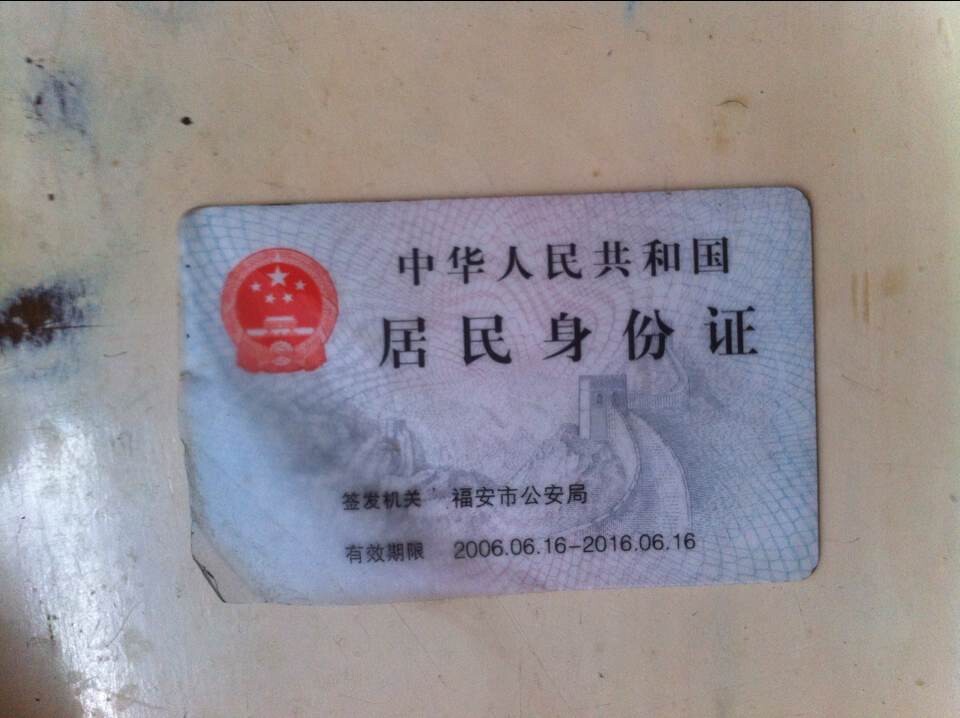 中华人民共和国
居民身份证
签发机关 福安市公安局
有效期限 2006.06.16-2016.06.16